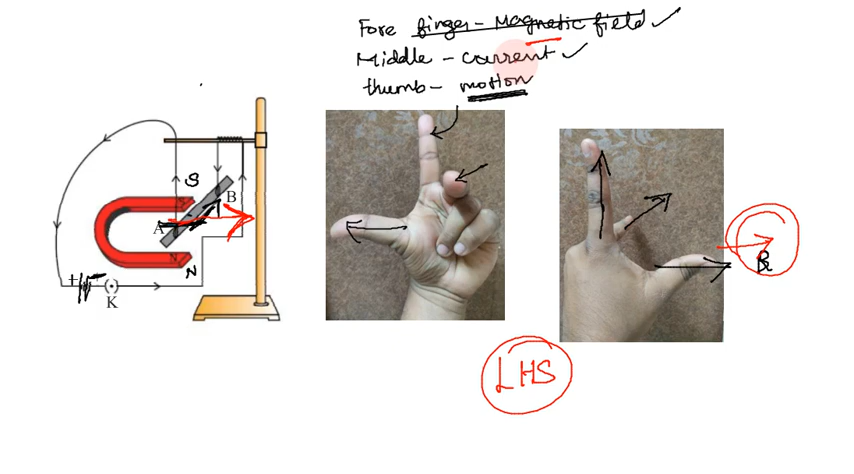 Fore finger - Magnetic field ✓
Middle - current ✓
thumb - motion
S
B
A
N
N
+ -
K
LHS